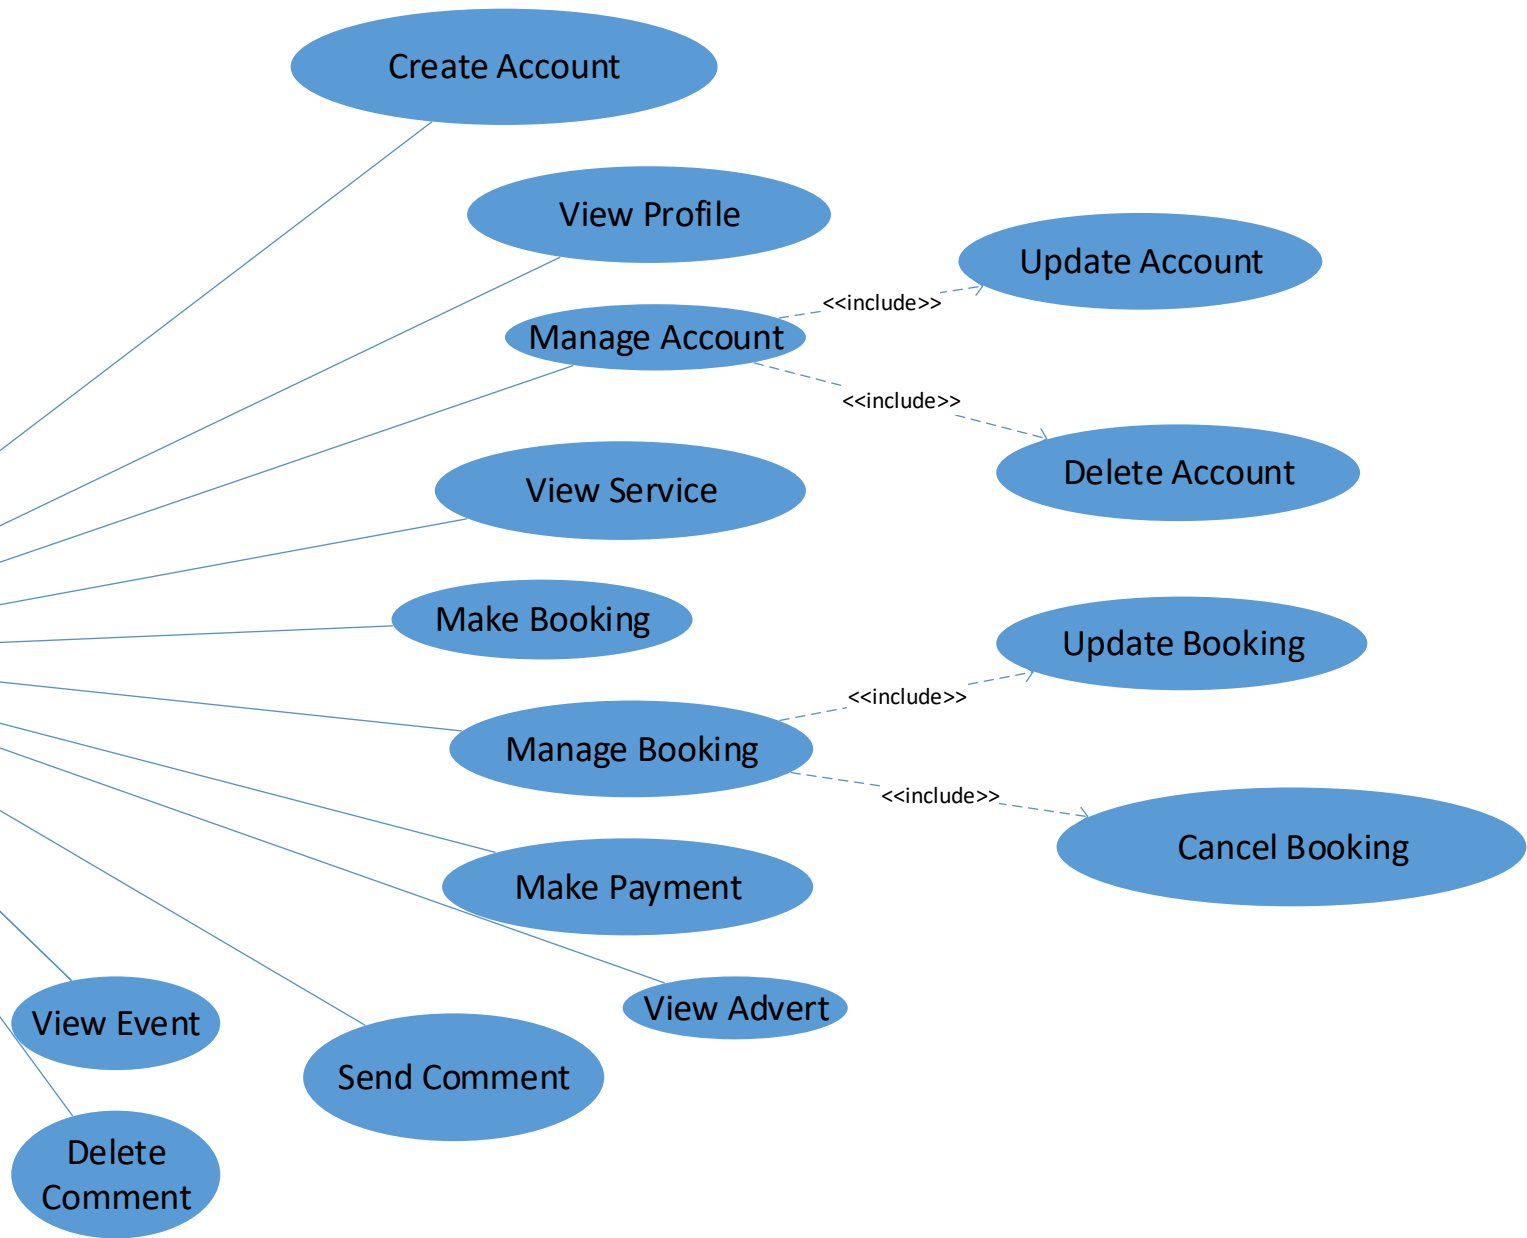 Create Account
View Profile
Update Account
<<include>>
Manage Account
<<include>>
Delete Account
View Service
Make Booking
Update Booking
<<include>>
Manage Booking
<<include>>
Cancel Booking
Make Payment
View Advert
View Event
Send Comment
Delete
Comment